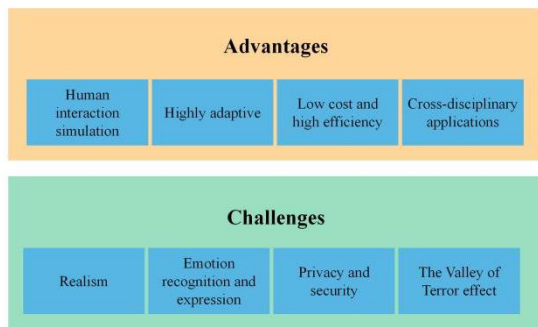 Advantages
Human
interaction
simulation
Highly adaptive
Low cost and
high efficiency
Cross-disciplinary
applications
Challenges
Realism
Emotion
recognition and
expression
Privacy and
security
The Valley of
Terror effect